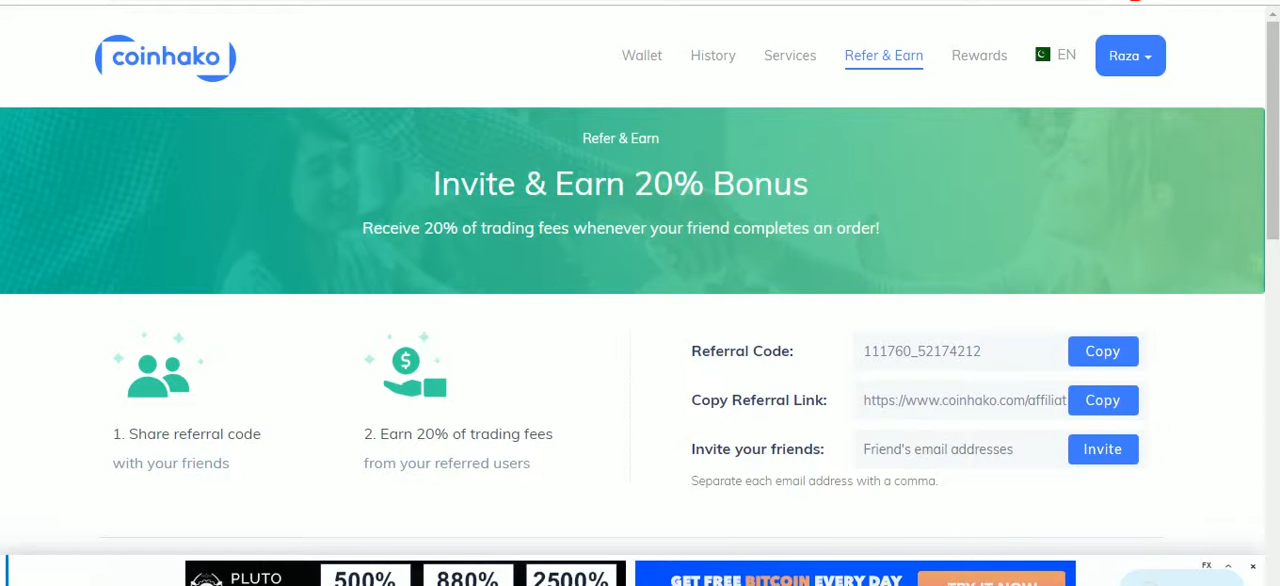 coinhako
Wallet History Services Refer & Earn Rewards EN Raza
Refer & Earn
Invite & Earn 20% Bonus
Receive 20% of trading fees whenever your friend completes an order!
1. Share referral code
with your friends
2. Earn 20% of trading fees
from your referred users
Referral Code: 111760_52174212 Copy
Copy Referral Link: https://www.coinhako.com/affiliat Copy
Invite your friends: Friend's email addresses Invite
Separate each email address with a comma.
FX
PLUTO 500% 880% 2500%
GET FREE BITCOIN EVERY DAY TRY IT NOW